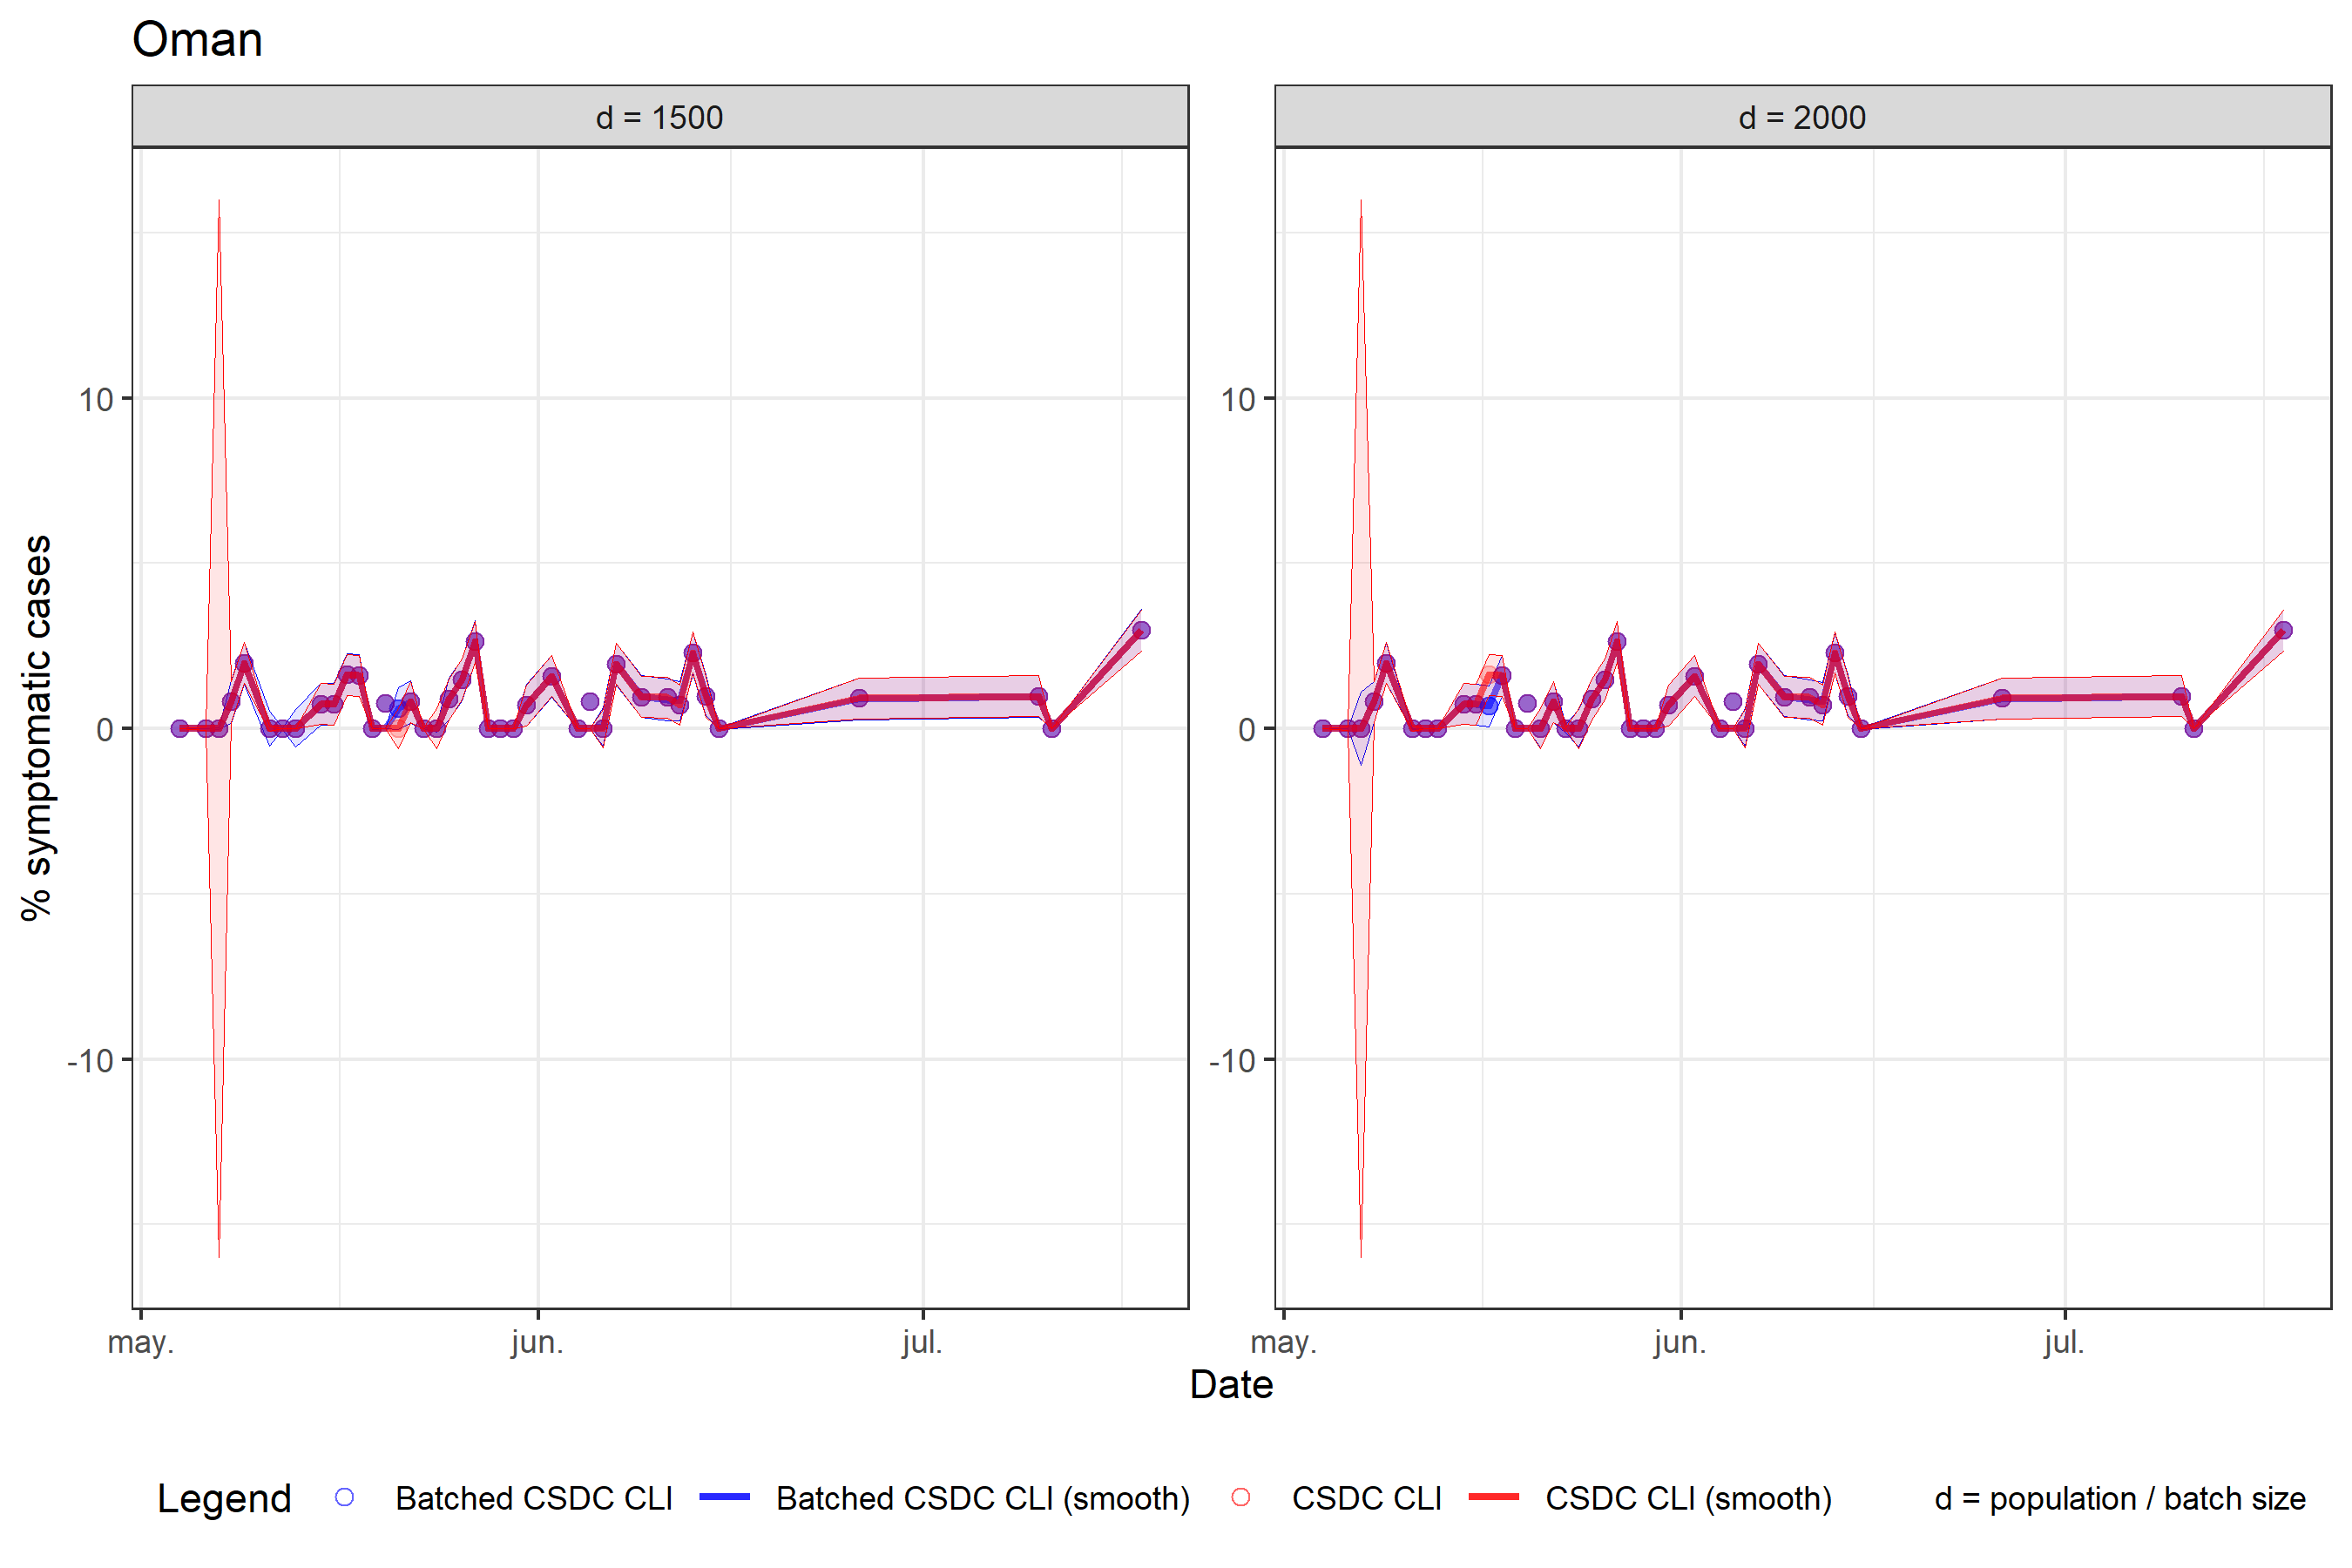 Oman
d = 1500
d = 2000
% symptomatic cases
10
0
-10
10
0
-10
may.
jun.
jul.
may.
jun.
jul.
Date
Legend
Batched CSDC CLI
Batched CSDC CLI (smooth)
CSDC CLI
CSDC CLI (smooth)
d = population / batch size